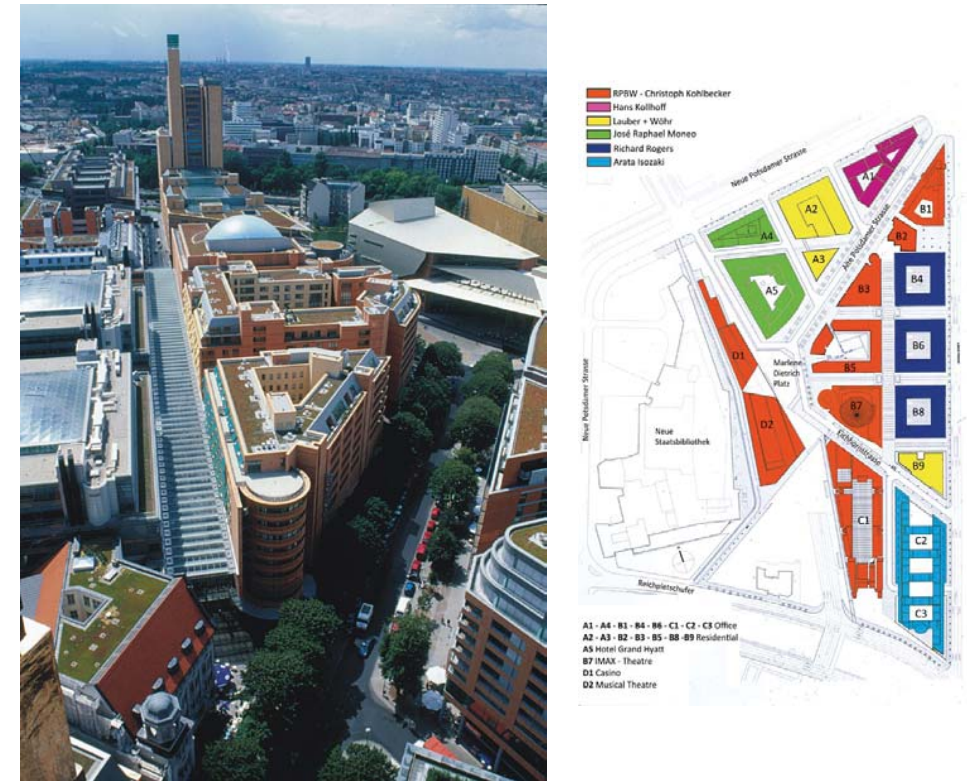 RPBW - Christoph Kohlbecker
Hans Kollhoff
Lauber + Wöhr
José Raphael Moneo
Richard Rogers
Arata Isozaki
Neue Potsdamer Strasse
A1
B1
A2
A4
Alte Potsdamer Strasse
B2
A3
B4
A5
B3
D1
B6
Marlene
Dietrich
Platz
B5
Neue Potsdamer Strasse
B7
B8
D2
Neue
Staatsbibliothek
Eichhornstrasse
B9
C1
C2
Reichpietschufer
C3
A1 - A4 - B1 - B4 - B6 - C1 - C2 - C3 Office
A2 - A3 - B2 - B3 - B5 - B8 -B9 Residential
A5 Hotel Grand Hyatt
B7 IMAX - Theatre
D1 Casino
D2 Musical Theatre